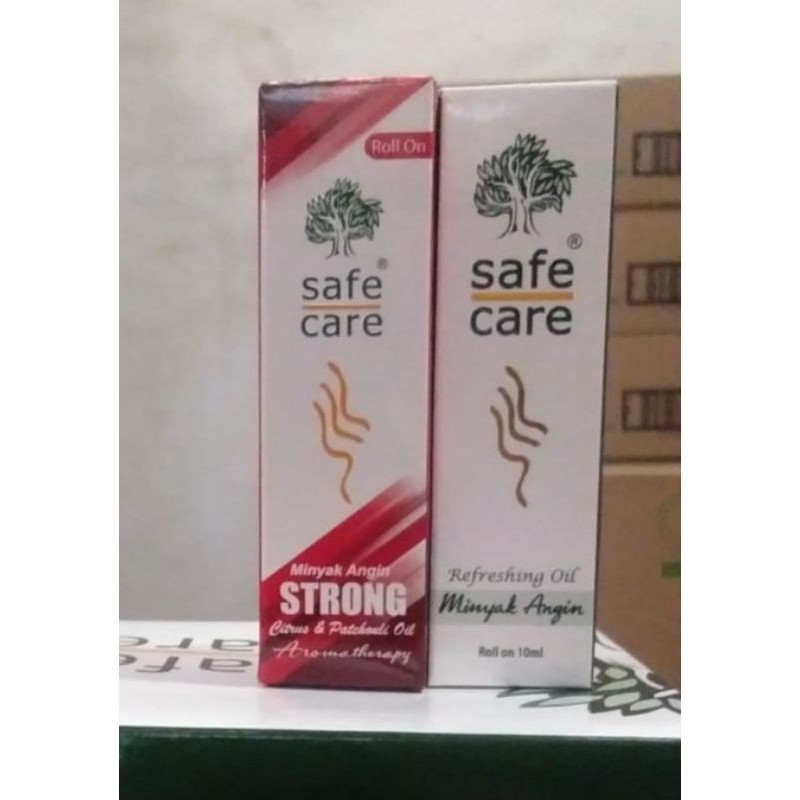 Roll On
safe®
care
Minyak Angin
STRONG
Citrus & Patchouli Oil
Aromatherapy
safe®
care
Refreshing Oil
Minyak Angin
Roll on 10ml